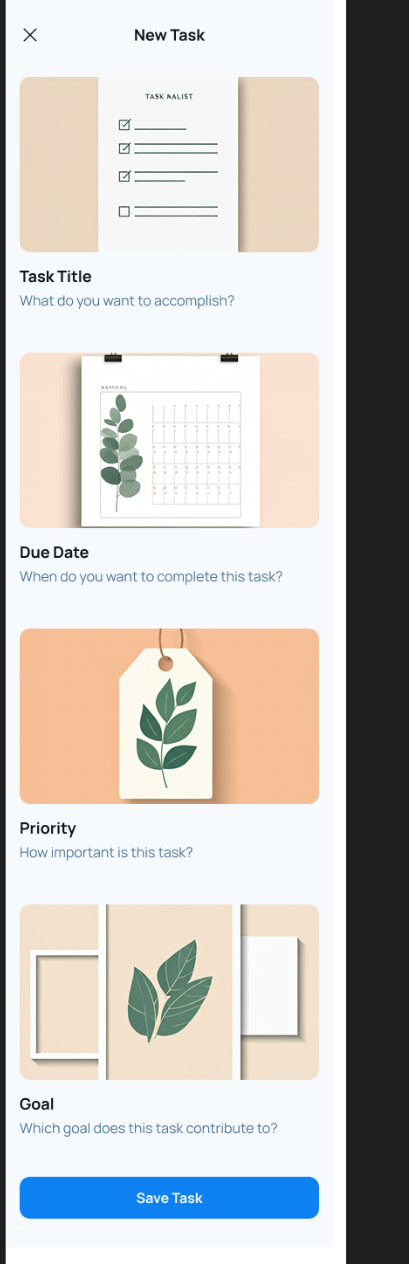 New Task
TASK NALIST
Task Title
What do you want to accomplish?
Due Date
When do you want to complete this task?
Priority
How important is this task?
Goal
Which goal does this task contribute to?
Save Task